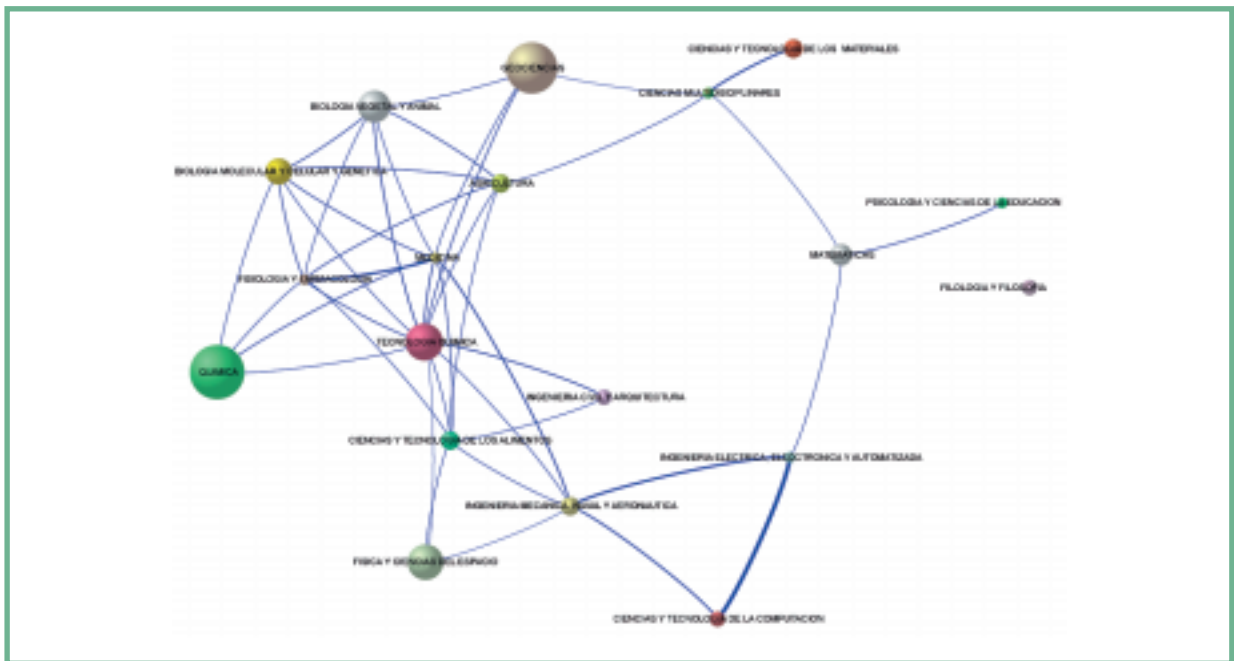 CIENCIAS Y TECNOLOGIA DE LOS MATERIALES
GEOCIENCIAS
CIENCIAS MULTIDISCIPLINARES
BIOLOGIA VEGETAL Y ANIMAL
BIOLOGIA MOLECULAR Y CELULAR Y GENETICA
AGRICULTURA
PSICOLOGIA Y CIENCIAS DE LA EDUCACION
MATEMATICAS
MEDICINA
FISIOLOGIA Y FARMACOLOGIA
FILOLOGIA Y FILOSOFIA
TECNOLOGIA QUIMICA
QUIMICA
INGENIERIA CIVIL Y ARQUITECTURA
CIENCIAS Y TECNOLOGIA DE LOS ALIMENTOS
INGENIERIA ELECTRICA, ELECTRONICA Y AUTOMATIZADA
INGENIERIA MECANICA, NAVAL Y AERONAUTICA
FISICA Y CIENCIAS DEL ESPACIO
CIENCIAS Y TECNOLOGIA DE LA COMPUTACION